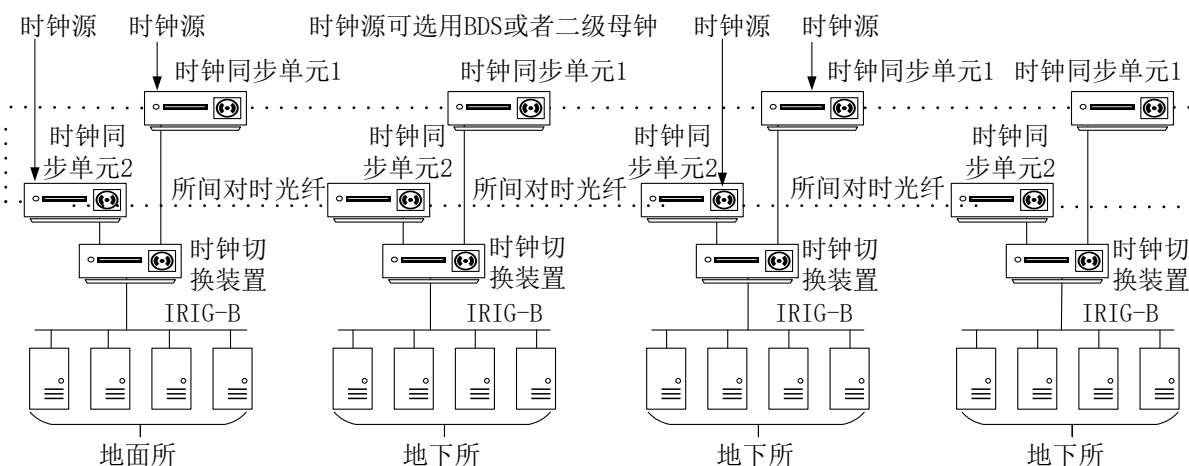 时钟源
时钟源
时钟源可选用BDS或者二级母钟
时钟源
时钟源
时钟同步单元1
时钟同步单元1
时钟同步单元1
时钟同步单元1
时钟同
步单元2
时钟同
步单元2
时钟同
步单元2
时钟同
步单元2
所间对时光纤
所间对时光纤
所间对时光纤
时钟切
换装置
时钟切
换装置
时钟切
换装置
时钟切
换装置
IRIG-B
IRIG-B
IRIG-B
IRIG-B
地面所
地下所
地下所
地下所